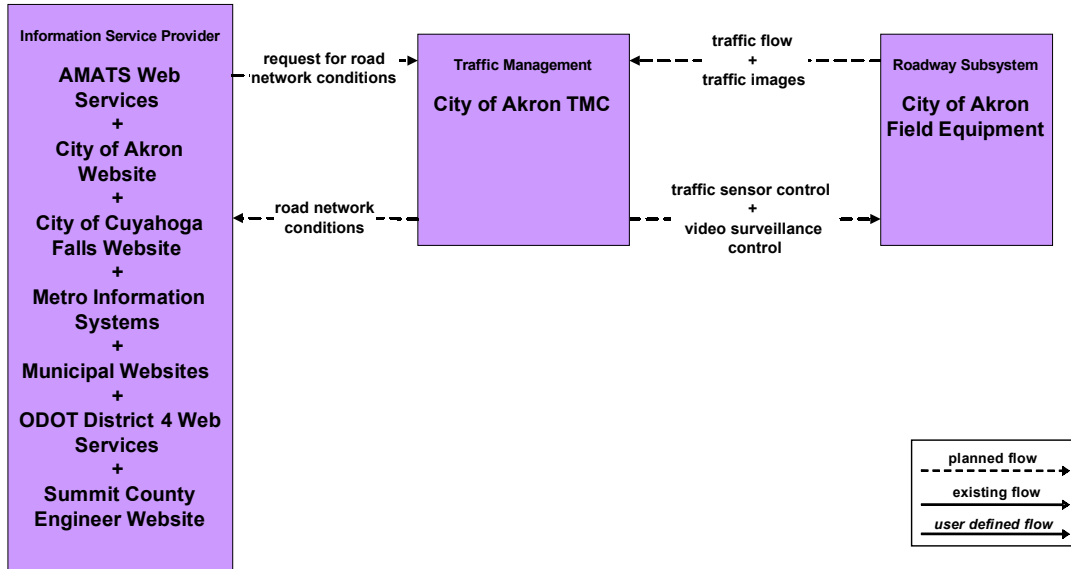 Information Service Provider
AMATS Web
Services
+
City of Akron
Website
+
City of Cuyahoga
Falls Website
+
Metro Information
Systems
+
Municipal Websites
+
ODOT District 4 Web
Services
+
Summit County
Engineer Website
request for road
network conditions
road network
conditions
Traffic Management
City of Akron TMC
traffic flow
+
traffic images
traffic sensor control
+
video surveillance
control
Roadway Subsystem
City of Akron
Field Equipment
planned flow
existing flow
user defined flow